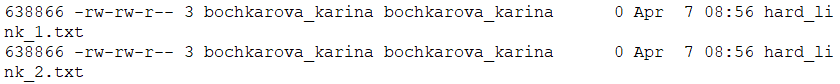 638866 -rw-rw-r-- 3 bochkarova_karina bochkarova_karina     0 Apr  7 08:56 hard_li
nk_1.txt
638866 -rw-rw-r-- 3 bochkarova_karina bochkarova_karina     0 Apr  7 08:56 hard_li
nk_2.txt